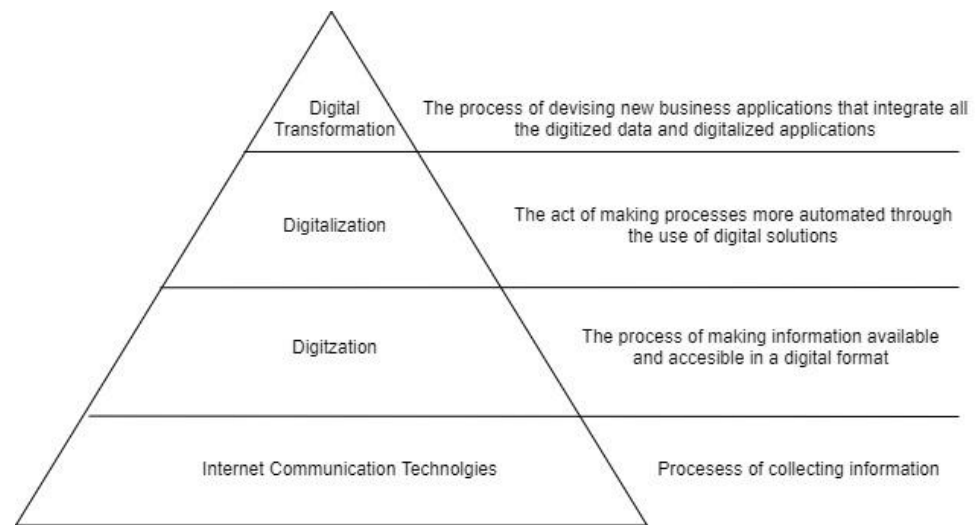 Digital
Transformation
The process of devising new business applications that integrate all
the digitized data and digitalized applications
Digitalization
The act of making processes more automated through
the use of digital solutions
Digitzation
The process of making information available
and accesible in a digital format
Internet Communication Technolgies
Procesess of collecting information